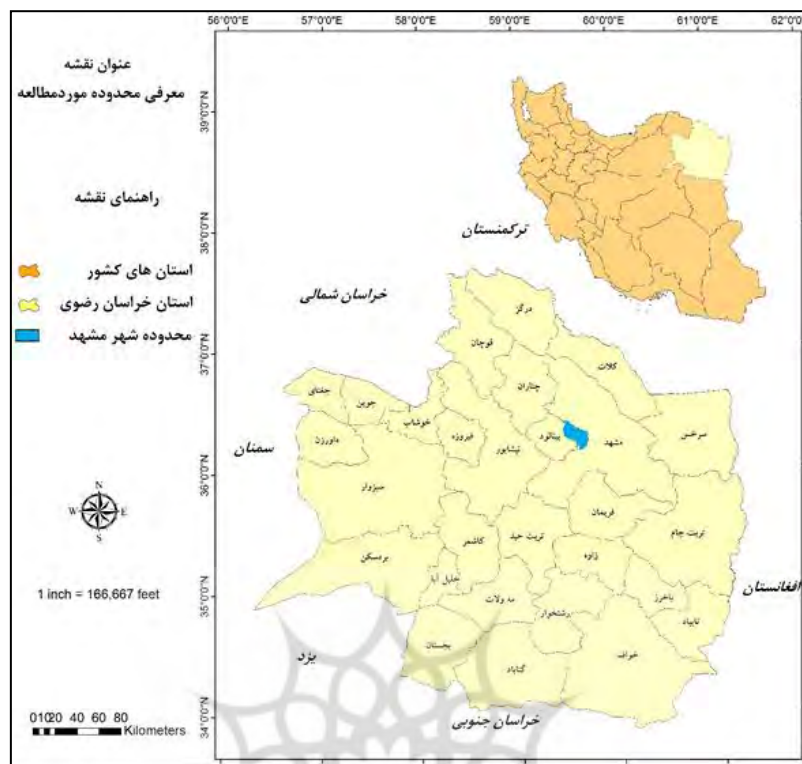 56°0'0"E 57°0'0"E 58°0'0"E 59°0'0"E 60°0'0"E 61°0'0"E 62°0'0"E
عنوان نقشه
معرفی محدوده موردمطالعه
راهنمای نقشه
استان های کشور
استان خراسان رضوی
محدوده شهر مشهد
N
W E
S
1 inch = 166,667 feet
01020 40 60 80
Kilometers
39°0'0"N
38°0'0"N
37°0'0"N
36°0'0"N
35°0'0"N
34°0'0"N
ترکمنستان
خراسان شمالی
سمنان
افغانستان
یزد
خراسان جنوبی
درگز
قوچان
کلات
چناران
جغتای
جوین
خوشاب
فیروزه
نیشابور
بینالود
مشهد
سرخس
داورزن
سبزوار
فریمان
تربت جام
کاشمر
تربت حید
زاوه
بردسکن
خلیل آبا
مه ولات
رشتخوار
باخرز
تایباد
بجستان
گناباد
خواف